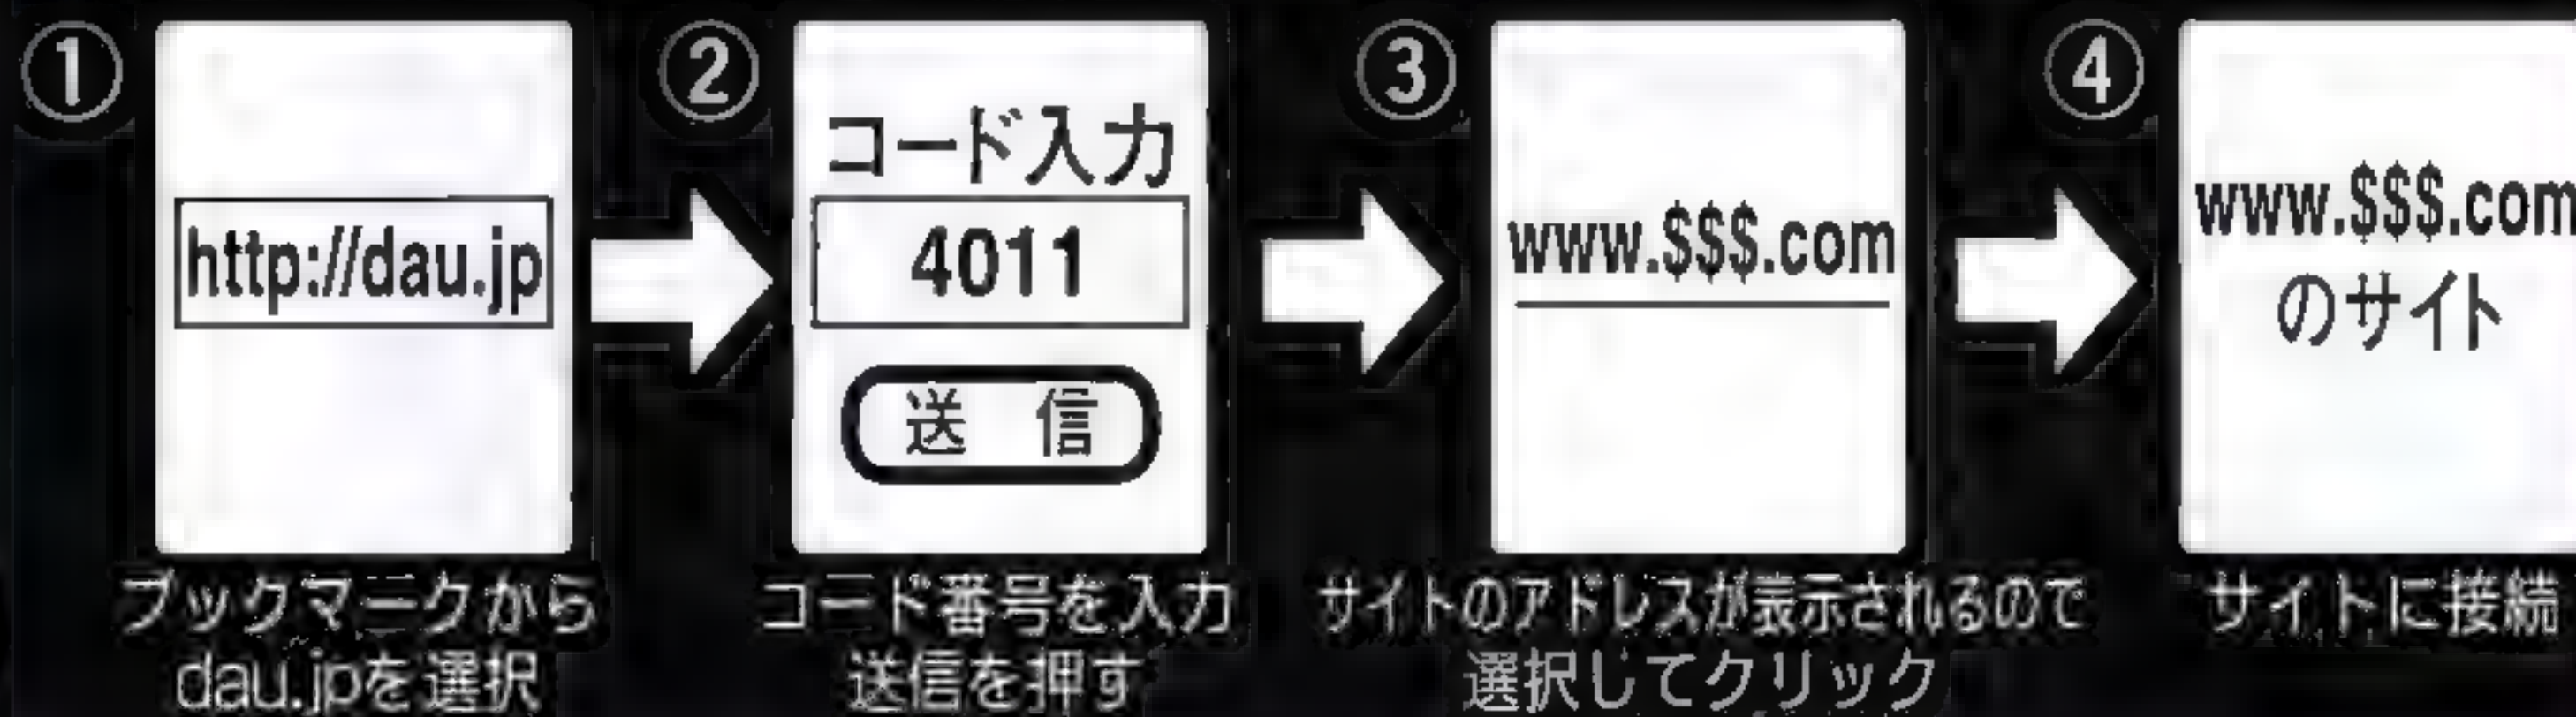 ①
http://dau.jp
ブックマークから
dau.jpを選択
②
コード入力
4011
送 信
コード番号を入力
送信を押す
③
www.$$$.com
サイトのアドレスが表示されるので
選択してクリック
④
www.$$$.com
のサイト
サイトに接続